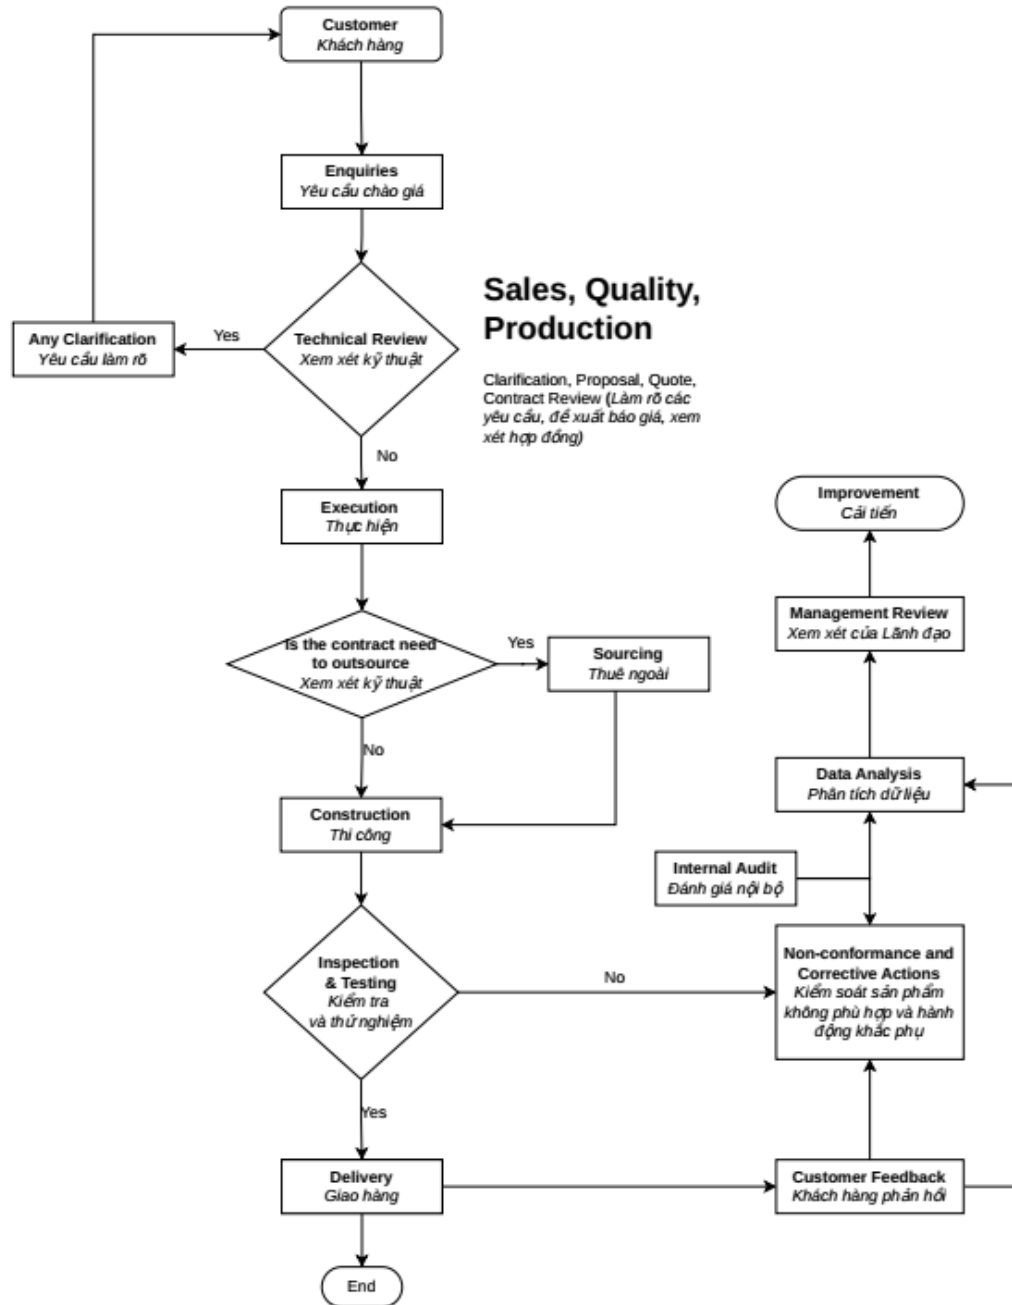 Customer
Khách hàng
Enquiries
Yêu cầu chào giá
Sales, Quality,
Production
Any Clarification
Yêu cầu làm rõ
Yes
Technical Review
Xem xét kỹ thuật
Clarification, Proposal, Quote,
Contract Review (Làm rõ các
yêu cầu, đề xuất báo giá, xem
xét hợp đồng)
No
Execution
Thực hiện
Improvement
Cải tiến
Is the contract need
to outsource
Xem xét kỹ thuật
Yes
Sourcing
Thuê ngoài
Management Review
Xem xét của Lãnh đạo
No
Construction
Thi công
Data Analysis
Phân tích dữ liệu
Internal Audit
Đánh giá nội bộ
Inspection
& Testing
Kiểm tra
và thử nghiệm
No
Non-conformance and
Corrective Actions
Kiểm soát sản phẩm
không phù hợp và hành
động khắc phụ
Yes
Delivery
Giao hàng
Customer Feedback
Khách hàng phản hồi
End